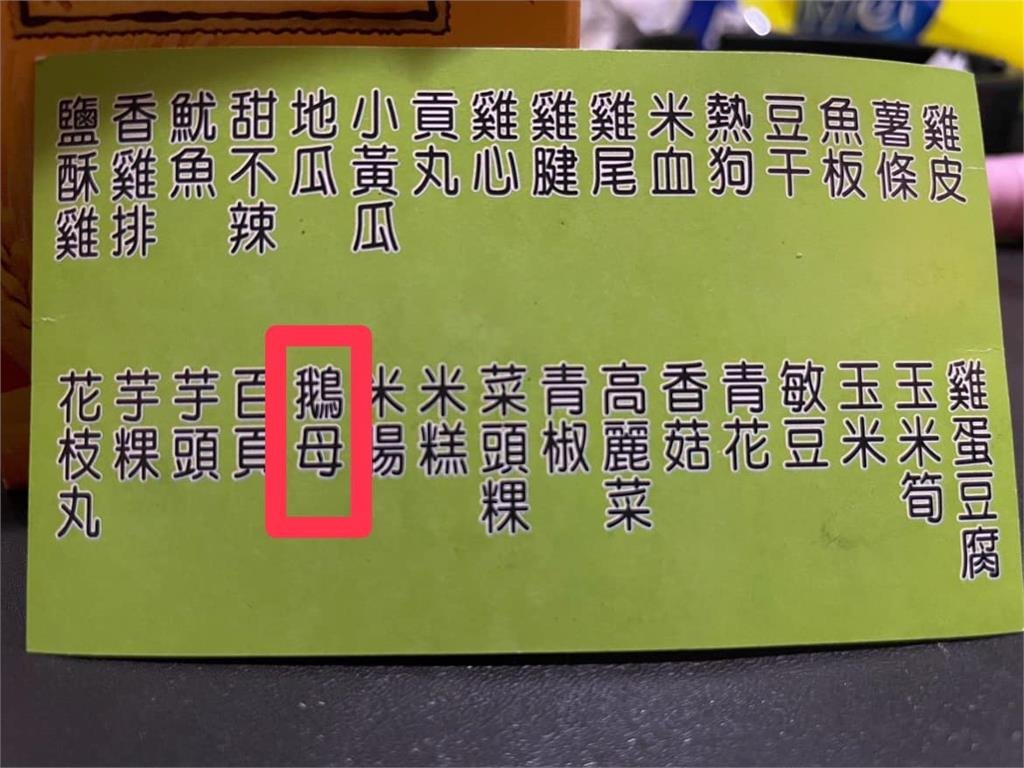 鹽酥雞
香雞排
魷魚
甜不辣
地瓜
小黃瓜
貢丸
雞心
雞腱
雞尾
米血
熱狗
豆干
魚板
薯條
雞皮
花枝丸
芋粿
芋頭
百頁
鵝母
米腸
米糕
菜頭粿
青椒
高麗菜
香菇
青花
敏豆
玉米
玉米筍
雞蛋豆腐